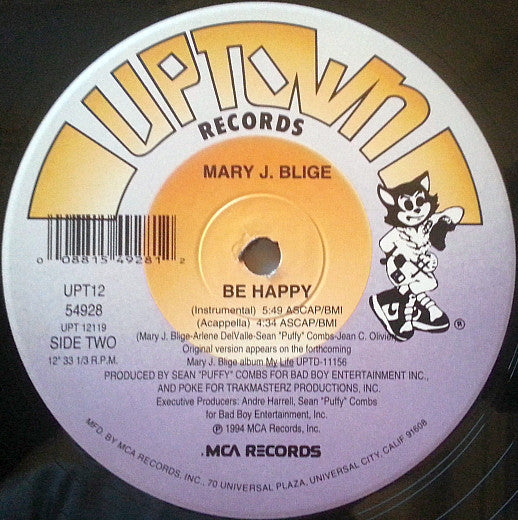 UPTOWN
RECORDS
MARY J. BLIGE
0 08815 49281 2
UPT12
54928
UPT 12119
SIDE TWO
12" 33 1/3 R.P.M.
BE HAPPY
(Instrumental) 5:49 ASCAP/BMI
(Acappella) 4:34 ASCAP/BMI
(Mary J. Blige-Arlene DelValle-Sean "Puffy" Combs-Jean C. Olivier)
Original version appears on the forthcoming
Mary J. Blige album My Life UPTD-11156
PRODUCED BY SEAN "PUFFY" COMBS FOR BAD BOY ENTERTAINMENT INC.,
AND POKE FOR TRAKMASTERZ PRODUCTIONS, INC.
Executive Producers: Andre Harrell, Sean "Puffy" Combs
for Bad Boy Entertainment, Inc.
℗ 1994 MCA Records, Inc.
.MCA RECORDS
®
MFD. BY MCA RECORDS, INC., 70 UNIVERSAL PLAZA, UNIVERSAL CITY, CALIF. 91608